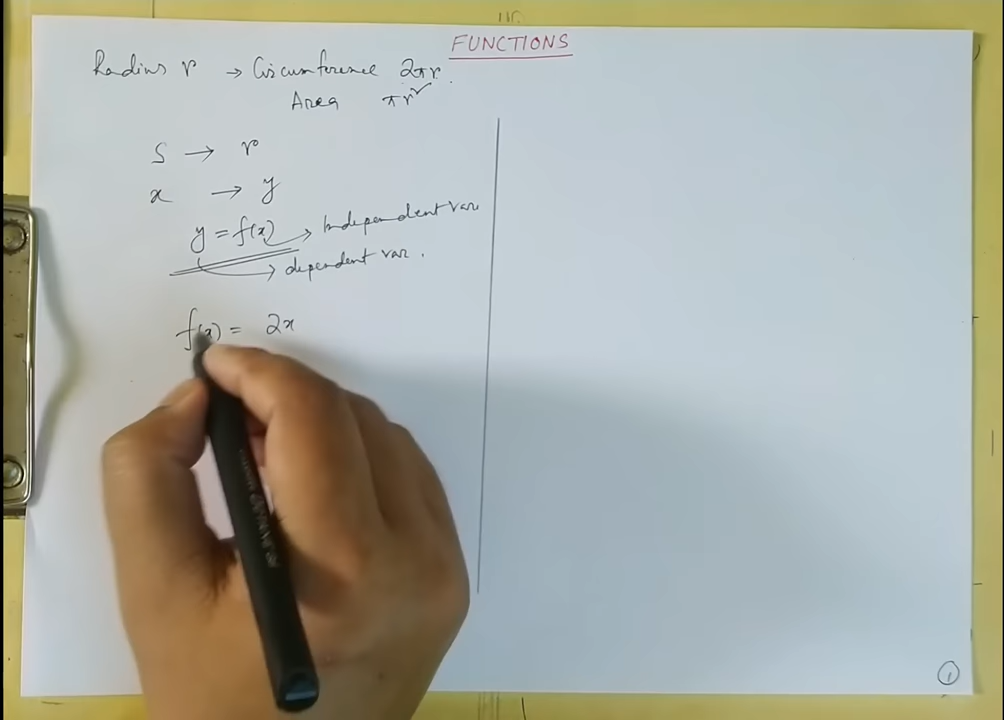 FUNCTIONS
Radius r → Circumference 2πr.
Area πr²
S → r
x → y
y = f(x) → Independent var
→ dependent var.
f(x) = 2x
1